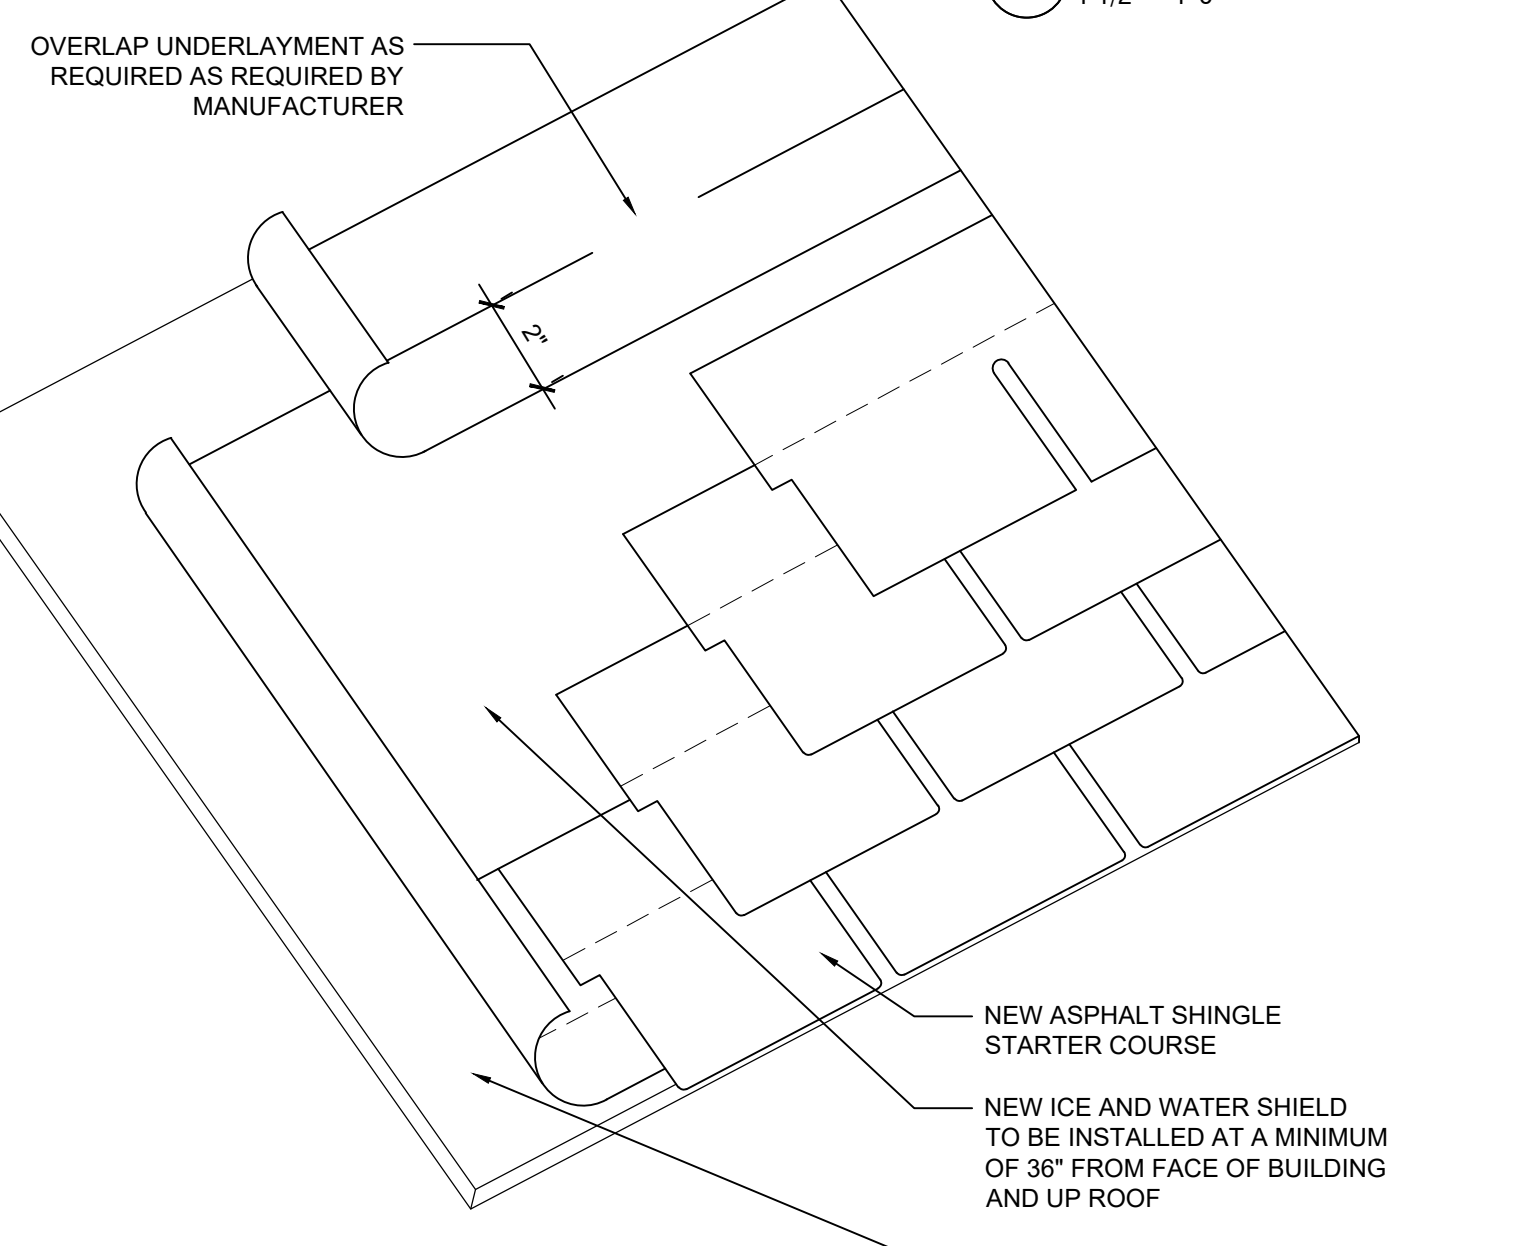 OVERLAP UNDERLAYMENT AS
REQUIRED AS REQUIRED BY
MANUFACTURER
2"
NEW ASPHALT SHINGLE
STARTER COURSE
NEW ICE AND WATER SHIELD
TO BE INSTALLED AT A MINIMUM
OF 36" FROM FACE OF BUILDING
AND UP ROOF